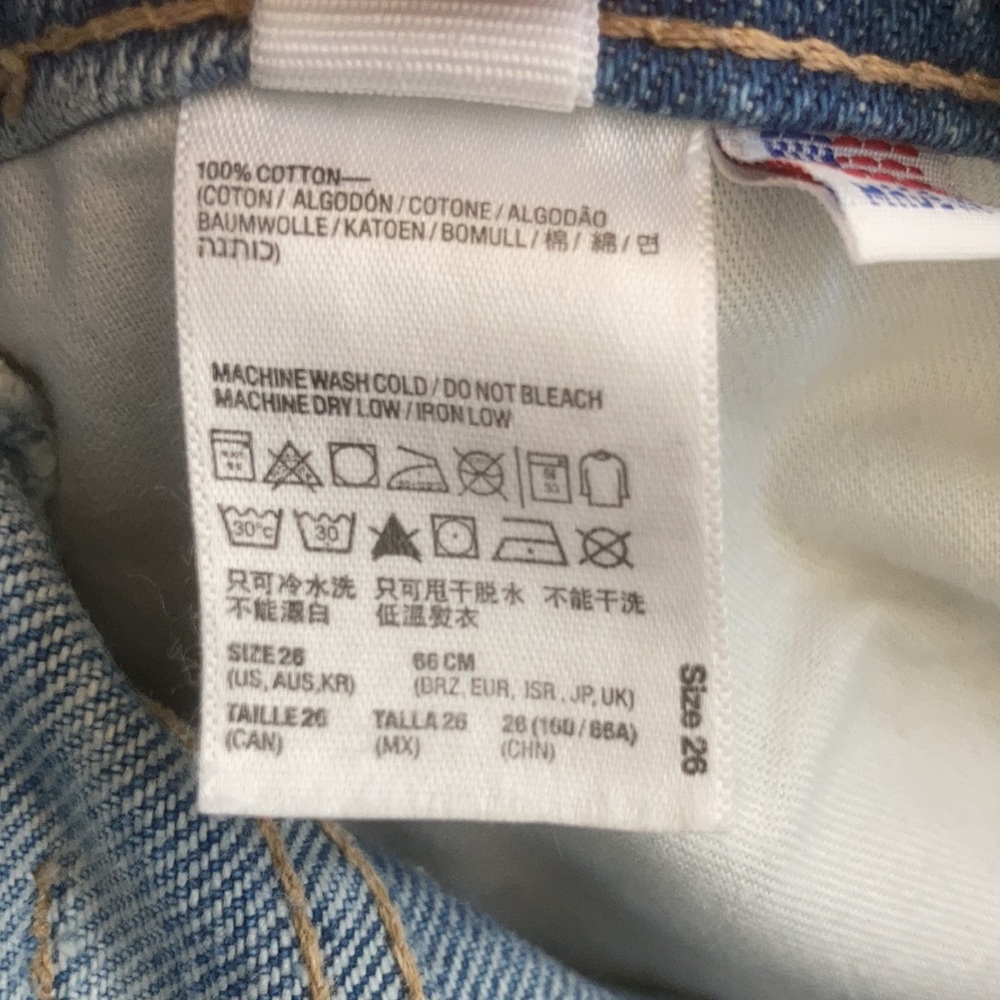 100% COTTON—
(COTON / ALGODÓN / COTONE / ALGODÃO
BAUMWOLLE / KATOEN / BOMULL / 棉 / 綿 / 면
כותנה)
MACHINE WASH COLD / DO NOT BLEACH
MACHINE DRY LOW / IRON LOW
30°C 30
只可冷水洗 只可甩干脱水 不能干洗
不能漂白 低溫熨衣
SIZE 26 66 CM
(US, AUS, KR) (BRZ, EUR, ISR, JP, UK)
TAILLE 26 TALLA 26 26 (160 / 66A)
(CAN) (MX) (CHN)
Size 26